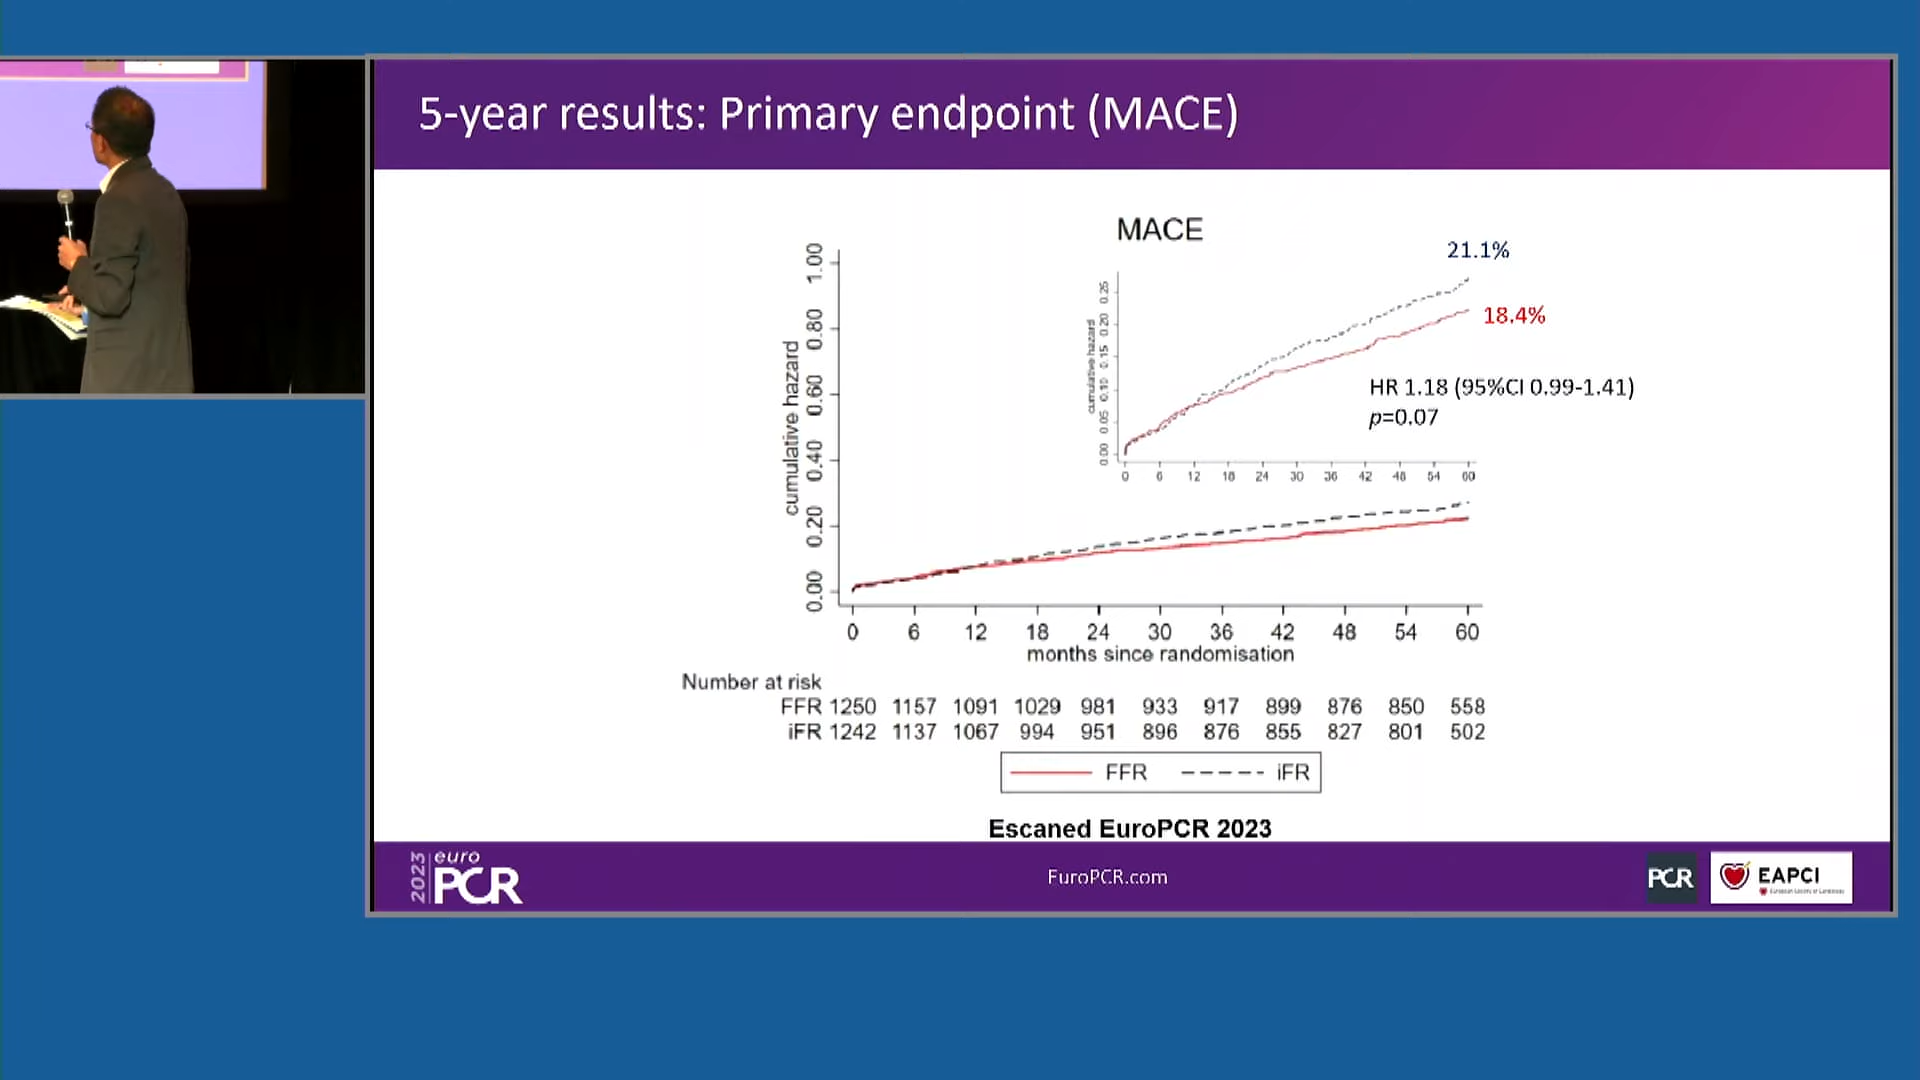 5-year results: Primary endpoint (MACE)
MACE
21.1%
18.4%
HR 1.18 (95%CI 0.99-1.41)
p=0.07
cumulative hazard
0.00 0.05 0.10 0.15 0.20 0.25
0 6 12 18 24 30 36 42 48 54 60
cumulative hazard
0.00 0.20 0.40 0.60 0.80 1.00
0 6 12 18 24 30 36 42 48 54 60
months since randomisation
Number at risk
FFR 1250 1157 1091 1029 981 933 917 899 876 850 558
iFR 1242 1137 1067 994 951 896 876 855 827 801 502
FFR iFR
Escaned EuroPCR 2023
2023 euro
PCR
FuroPCR.com
PCR
EAPCI